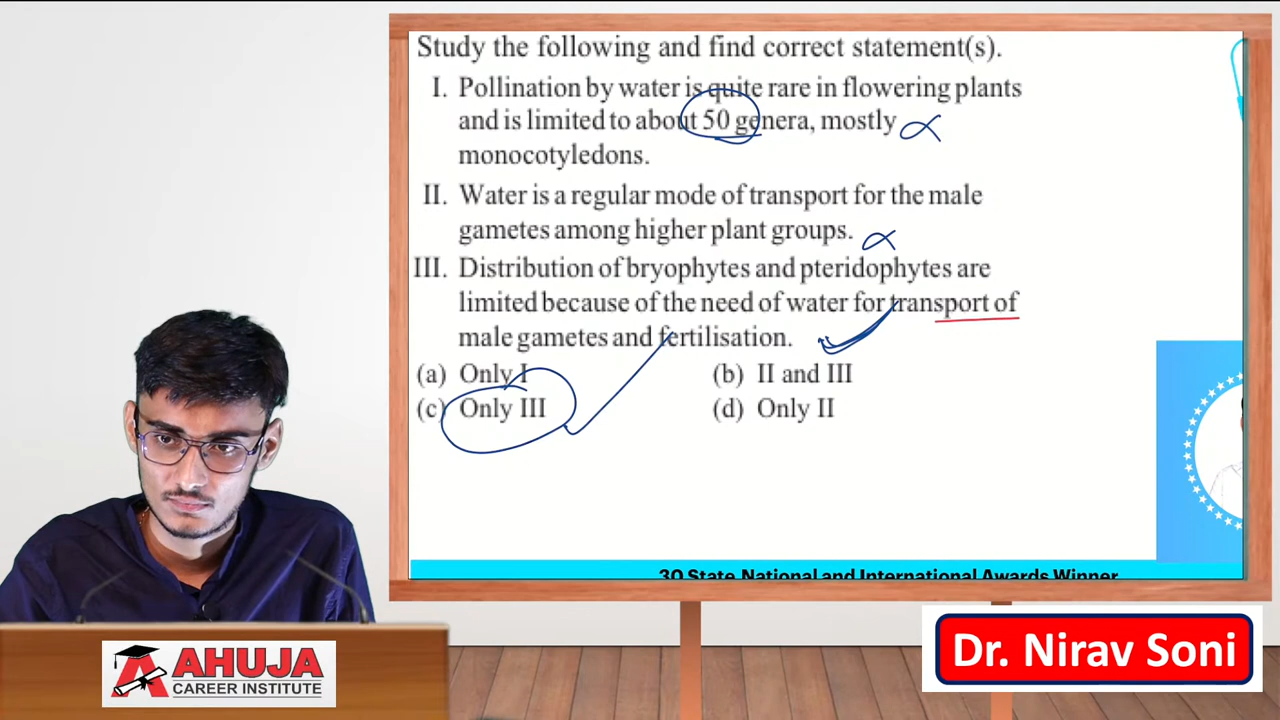 Study the following and find correct statement(s).
I. Pollination by water is quite rare in flowering plants
and is limited to about 50 genera, mostly
monocotyledons.
II. Water is a regular mode of transport for the male
gametes among higher plant groups.
III. Distribution of bryophytes and pteridophytes are
limited because of the need of water for transport of
male gametes and fertilisation.
(a) Only I (b) II and III
(c) Only III (d) Only II
30 State, National and International Awards Winner
AHUJA
CAREER INSTITUTE
Dr. Nirav Soni